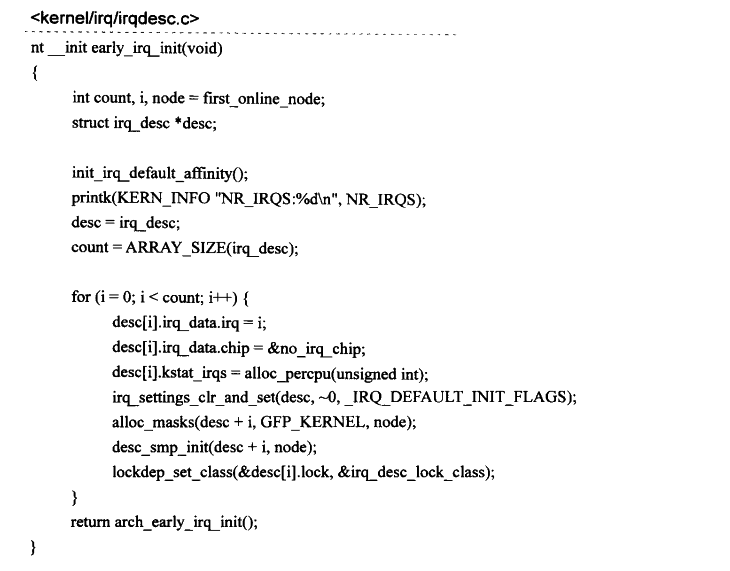 <kernel/irq/irqdesc.c>
nt __init early_irq_init(void)
{
int count, i, node = first_online_node;
struct irq_desc *desc;
init_irq_default_affinity();
printk(KERN_INFO "NR_IRQS:%d\n", NR_IRQS);
desc = irq_desc;
count = ARRAY_SIZE(irq_desc);
for (i = 0; i < count; i++) {
desc[i].irq_data.irq = i;
desc[i].irq_data.chip = &no_irq_chip;
desc[i].kstat_irqs = alloc_percpu(unsigned int);
irq_settings_clr_and_set(desc, ~0, _IRQ_DEFAULT_INIT_FLAGS);
alloc_masks(desc + i, GFP_KERNEL, node);
desc_smp_init(desc + i, node);
lockdep_set_class(&desc[i].lock, &irq_desc_lock_class);
}
return arch_early_irq_init();
}